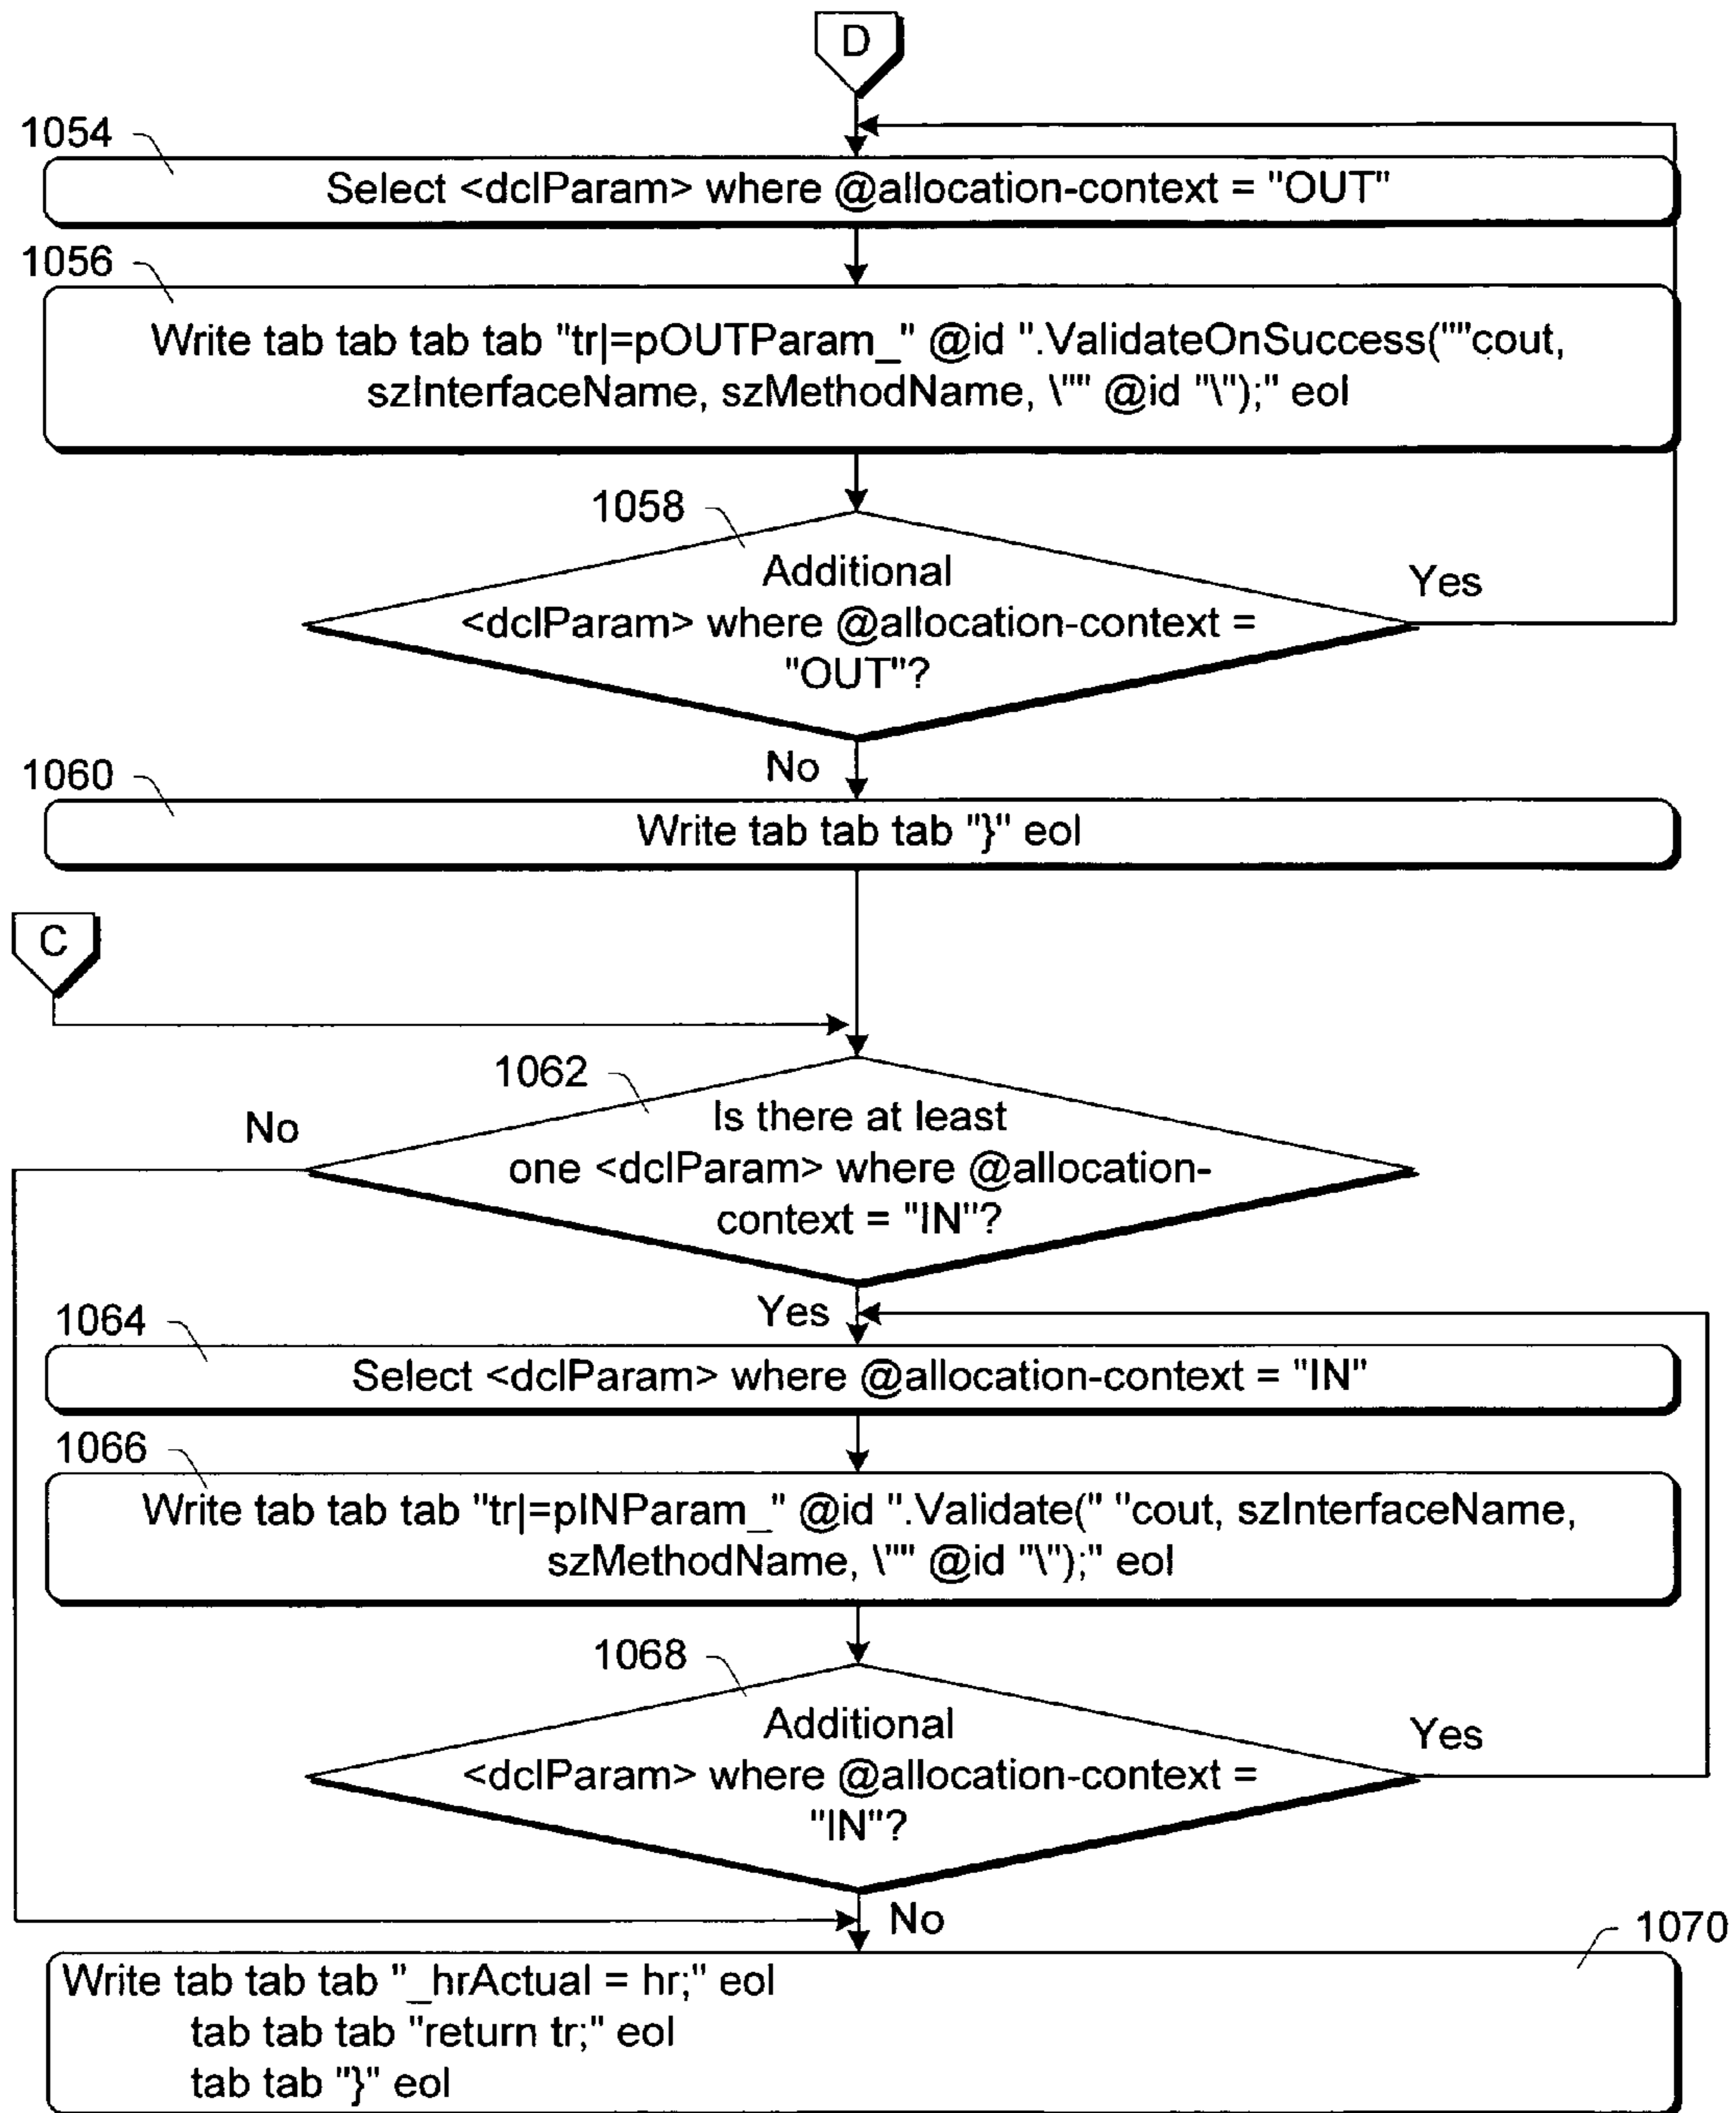 D
1054
Select <dclParam> where @allocation-context = "OUT"
1056
Write tab tab tab tab "tr|=pOUTParam_" @id ".ValidateOnSuccess(""cout,
szInterfaceName, szMethodName, \"" @id "\");" eol
1058
Additional
<dclParam> where @allocation-context =
"OUT"?
Yes
No
1060
Write tab tab tab "}" eol
C
1062
Is there at least
one <dclParam> where @allocation-
context = "IN"?
No
Yes
1064
Select <dclParam> where @allocation-context = "IN"
1066
Write tab tab tab "tr|=pINParam_" @id ".Validate(" "cout, szInterfaceName,
szMethodName, \"" @id "\");" eol
1068
Additional
<dclParam> where @allocation-context =
"IN"?
Yes
No
1070
Write tab tab tab "_hrActual = hr;" eol
tab tab tab "return tr;" eol
tab tab "}" eol